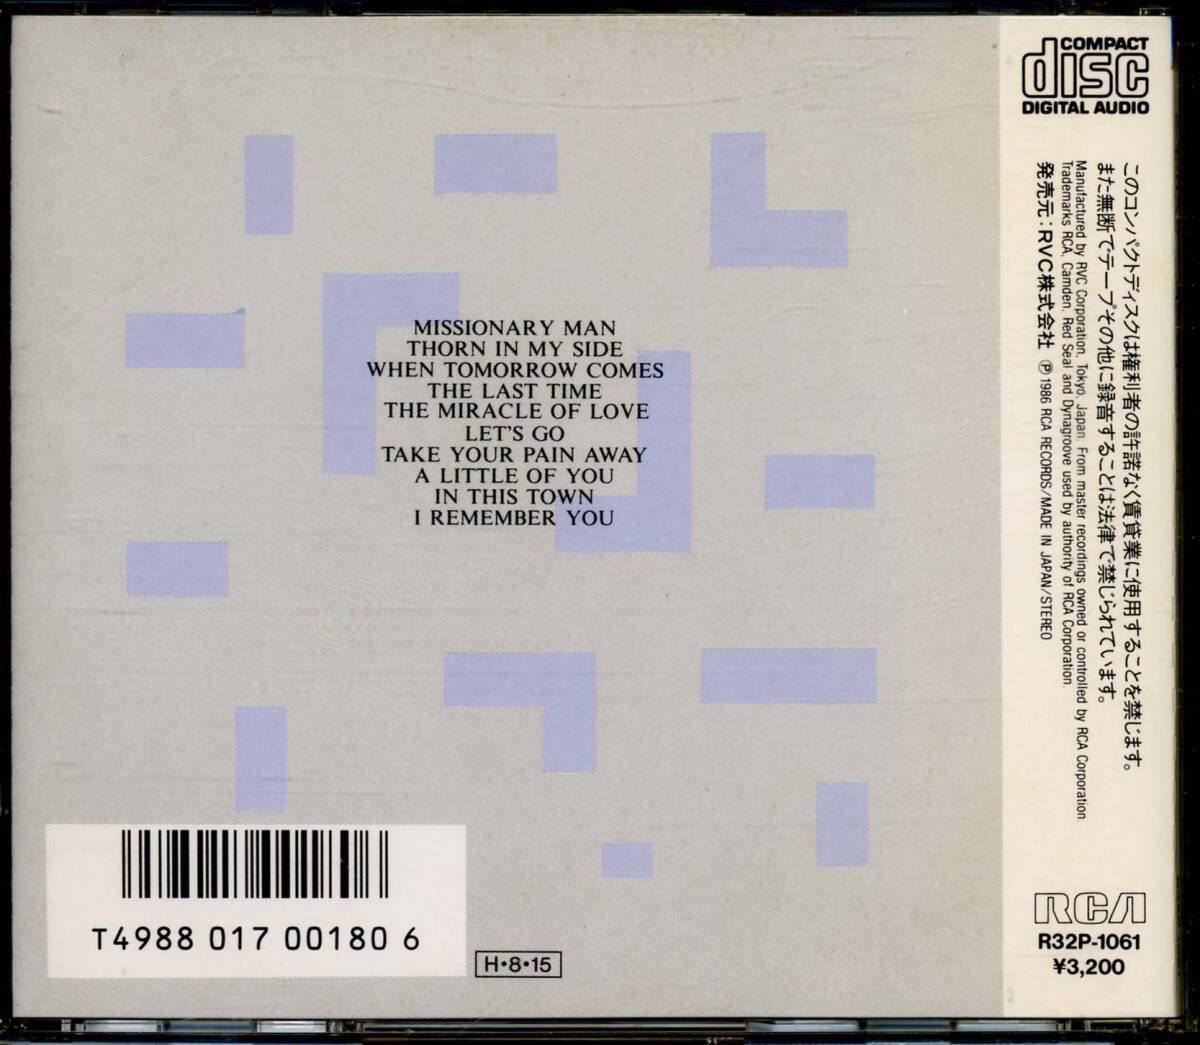 MISSIONARY MAN
THORN IN MY SIDE
WHEN TOMORROW COMES
THE LAST TIME
THE MIRACLE OF LOVE
LET'S GO
TAKE YOUR PAIN AWAY
A LITTLE OF YOU
IN THIS TOWN
I REMEMBER YOU
T4988 017 00180 6
H•8•15
COMPACT
disc
DIGITAL AUDIO
このコンパクトディスクは権利者の許諾なく賃貸業に使用することを禁じます。
また無断でテープその他に録音することは法律で禁じられています。
Manufactured by RVC Corporation, Tokyo, Japan. From master recordings owned or controlled by RCA Corporation.
Trademarks RCA, Camden, Red Seal and Dynagroove used by authority of RCA Corporation.
発売元：RVC株式会社 Ⓟ 1986 RCA RECORDS/MADE IN JAPAN/STEREO
RCA
R32P-1061
¥3,200